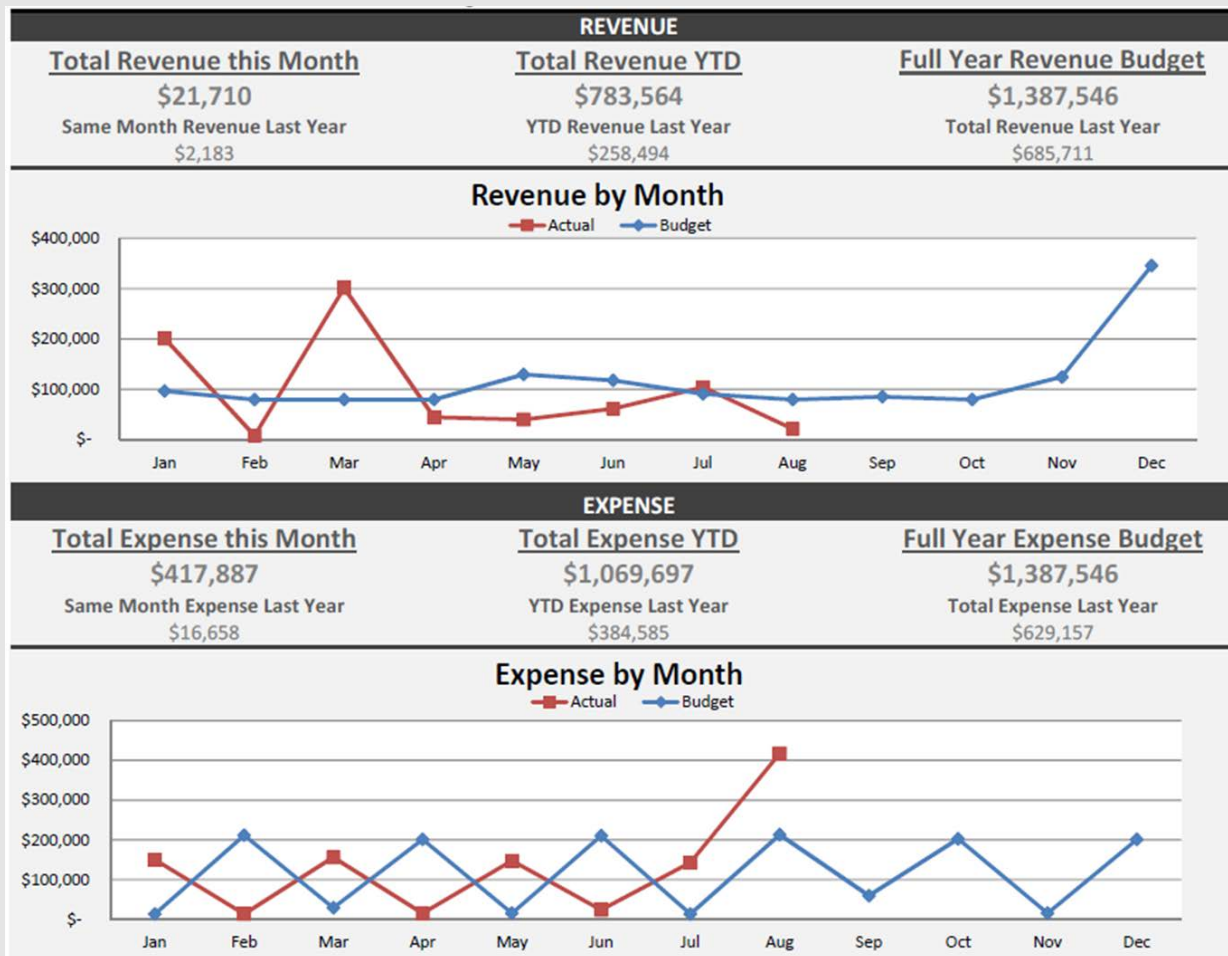 REVENUE
Total Revenue this Month Total Revenue YTD Full Year Revenue Budget
$21,710 $783,564 $1,387,546
Same Month Revenue Last Year YTD Revenue Last Year Total Revenue Last Year
$2,183 $258,494 $685,711
Revenue by Month
Actual Budget
$400,000
$300,000
$200,000
$100,000
$-
Jan Feb Mar Apr May Jun Jul Aug Sep Oct Nov Dec
EXPENSE
Total Expense this Month Total Expense YTD Full Year Expense Budget
$417,887 $1,069,697 $1,387,546
Same Month Expense Last Year YTD Expense Last Year Total Expense Last Year
$16,658 $384,585 $629,157
Expense by Month
Actual Budget
$500,000
$400,000
$300,000
$200,000
$100,000
$-
Jan Feb Mar Apr May Jun Jul Aug Sep Oct Nov Dec